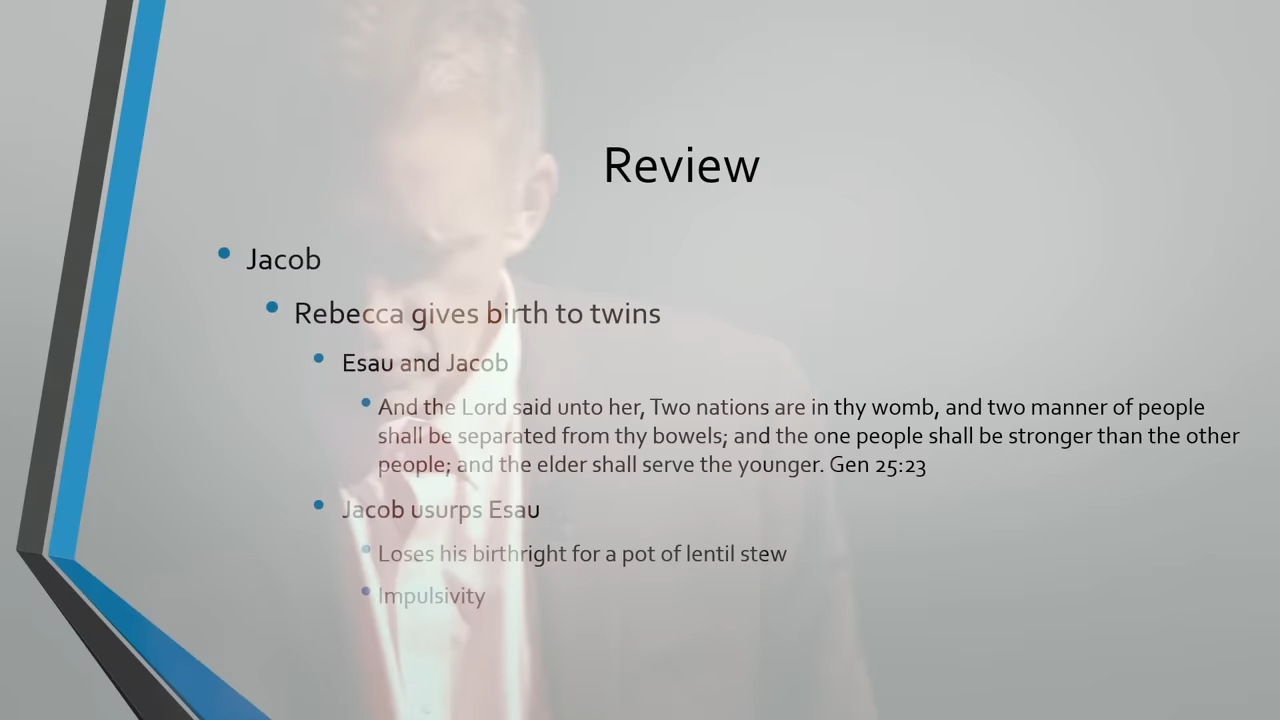 Review
Jacob
Rebecca gives birth to twins
Esau and Jacob
And the Lord said unto her, Two nations are in thy womb, and two manner of people
shall be separated from thy bowels; and the one people shall be stronger than the other
people; and the elder shall serve the younger. Gen 25:23
Jacob usurps Esau
Loses his birthright for a pot of lentil stew
Impulsivity